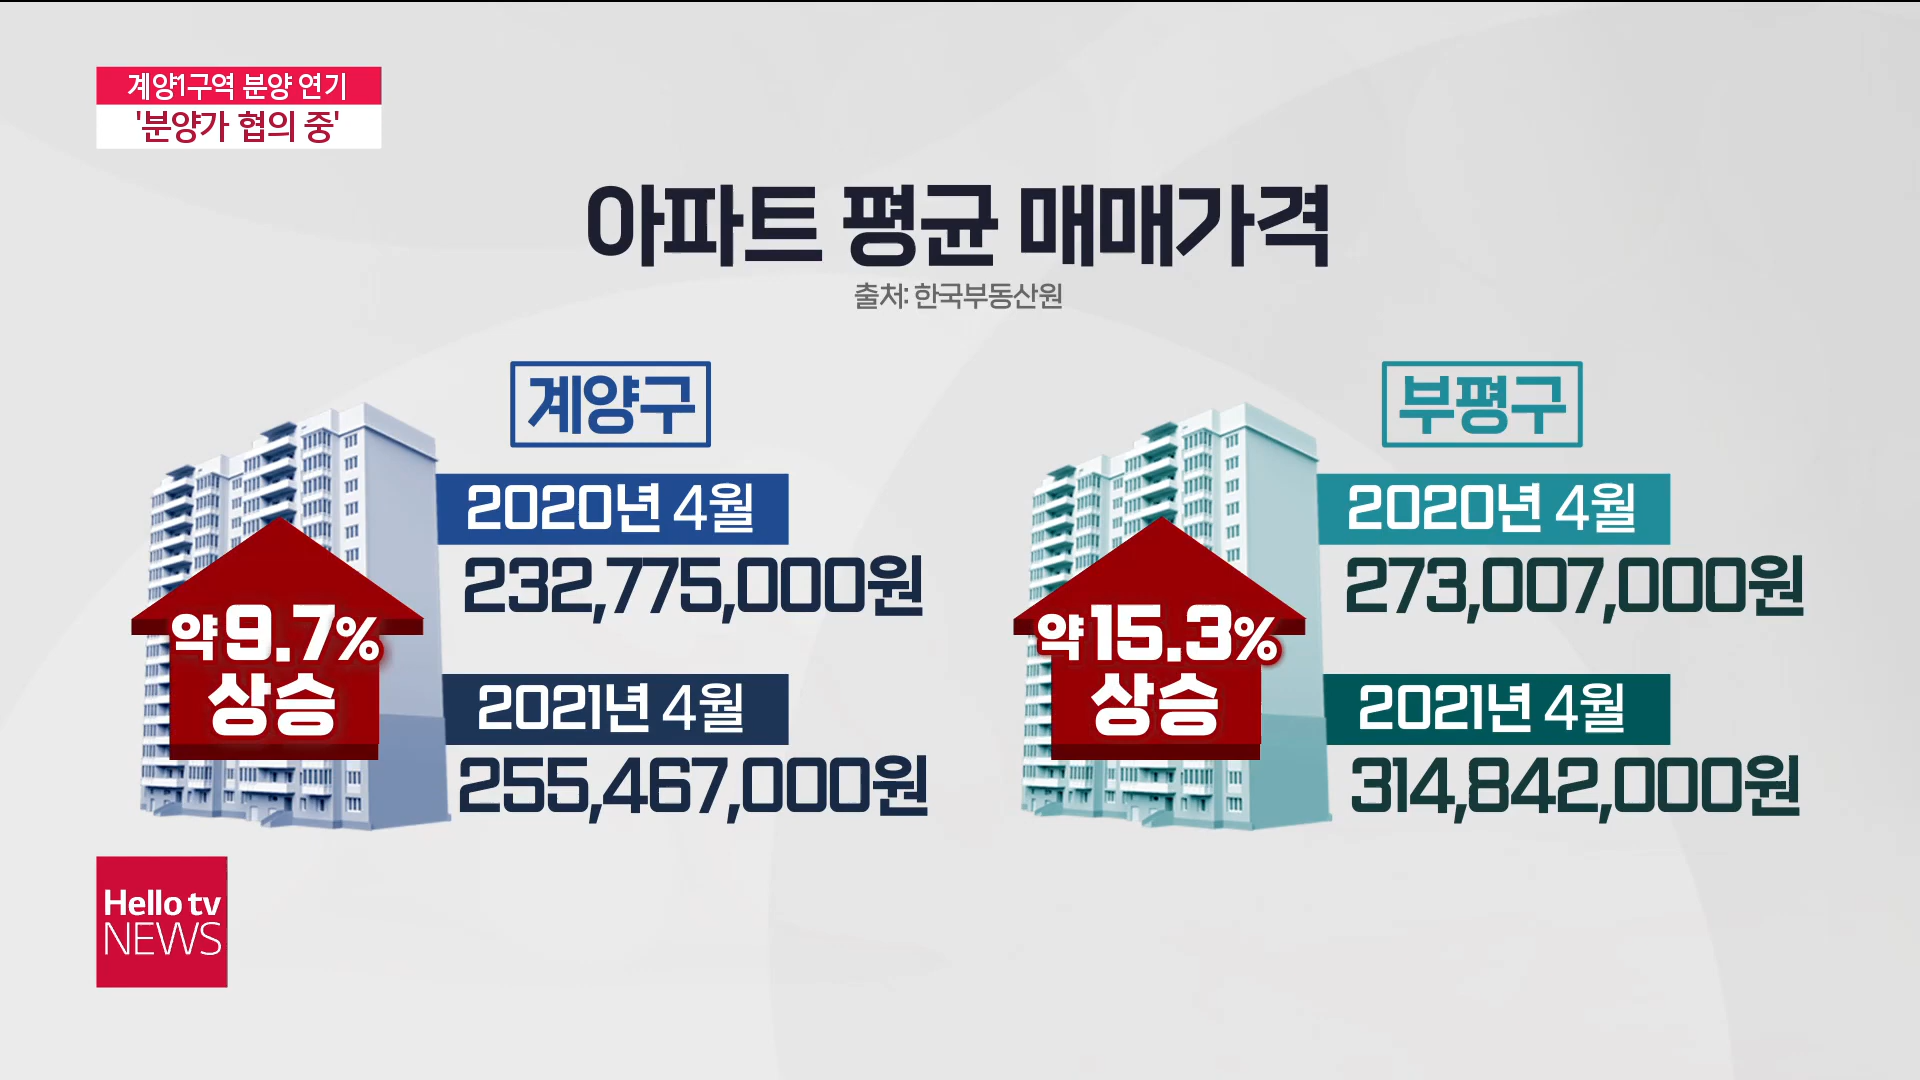 계양1구역 분양 연기
'분양가 협의 중'
아파트 평균 매매가격
출처: 한국부동산원
계양구
2020년 4월
232,775,000원
약 9.7%
상승
2021년 4월
255,467,000원
부평구
2020년 4월
273,007,000원
약 15.3%
상승
2021년 4월
314,842,000원
Hello tv
NEWS